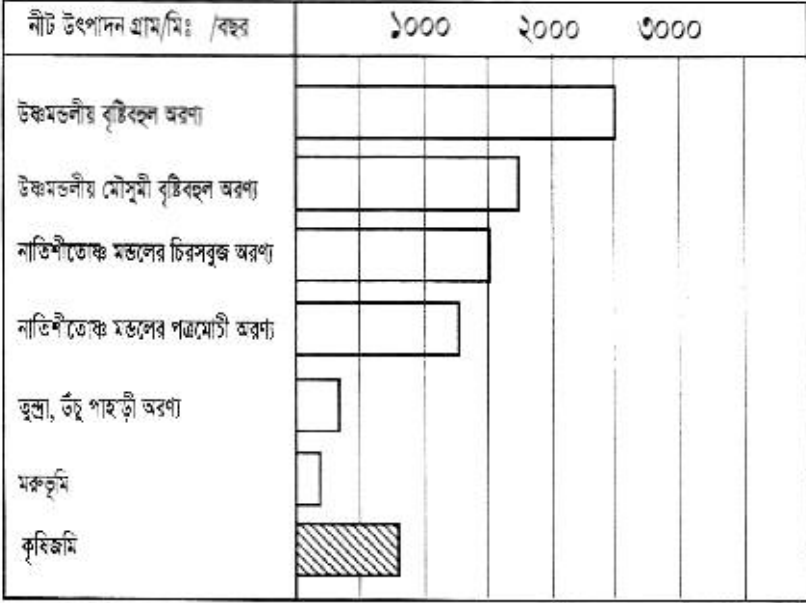 নীট উৎপাদন গ্রাম/মিঃ /বছর ১০০০ ২০০০ ৩০০০
উষ্ণমন্ডলীয় বৃষ্টিবহুল অরণ্য
উষ্ণমন্ডলীয় মৌসুমী বৃষ্টিবহুল অরণ্য
নাতিশীতোষ্ণ মন্ডলের চিরসবুজ অরণ্য
নাতিশীতোষ্ণ মন্ডলের পত্রমোচী অরণ্য
তুন্দ্রা, উঁচু পাহাড়ী অরণ্য
মরুভূমি
কৃষিজমি